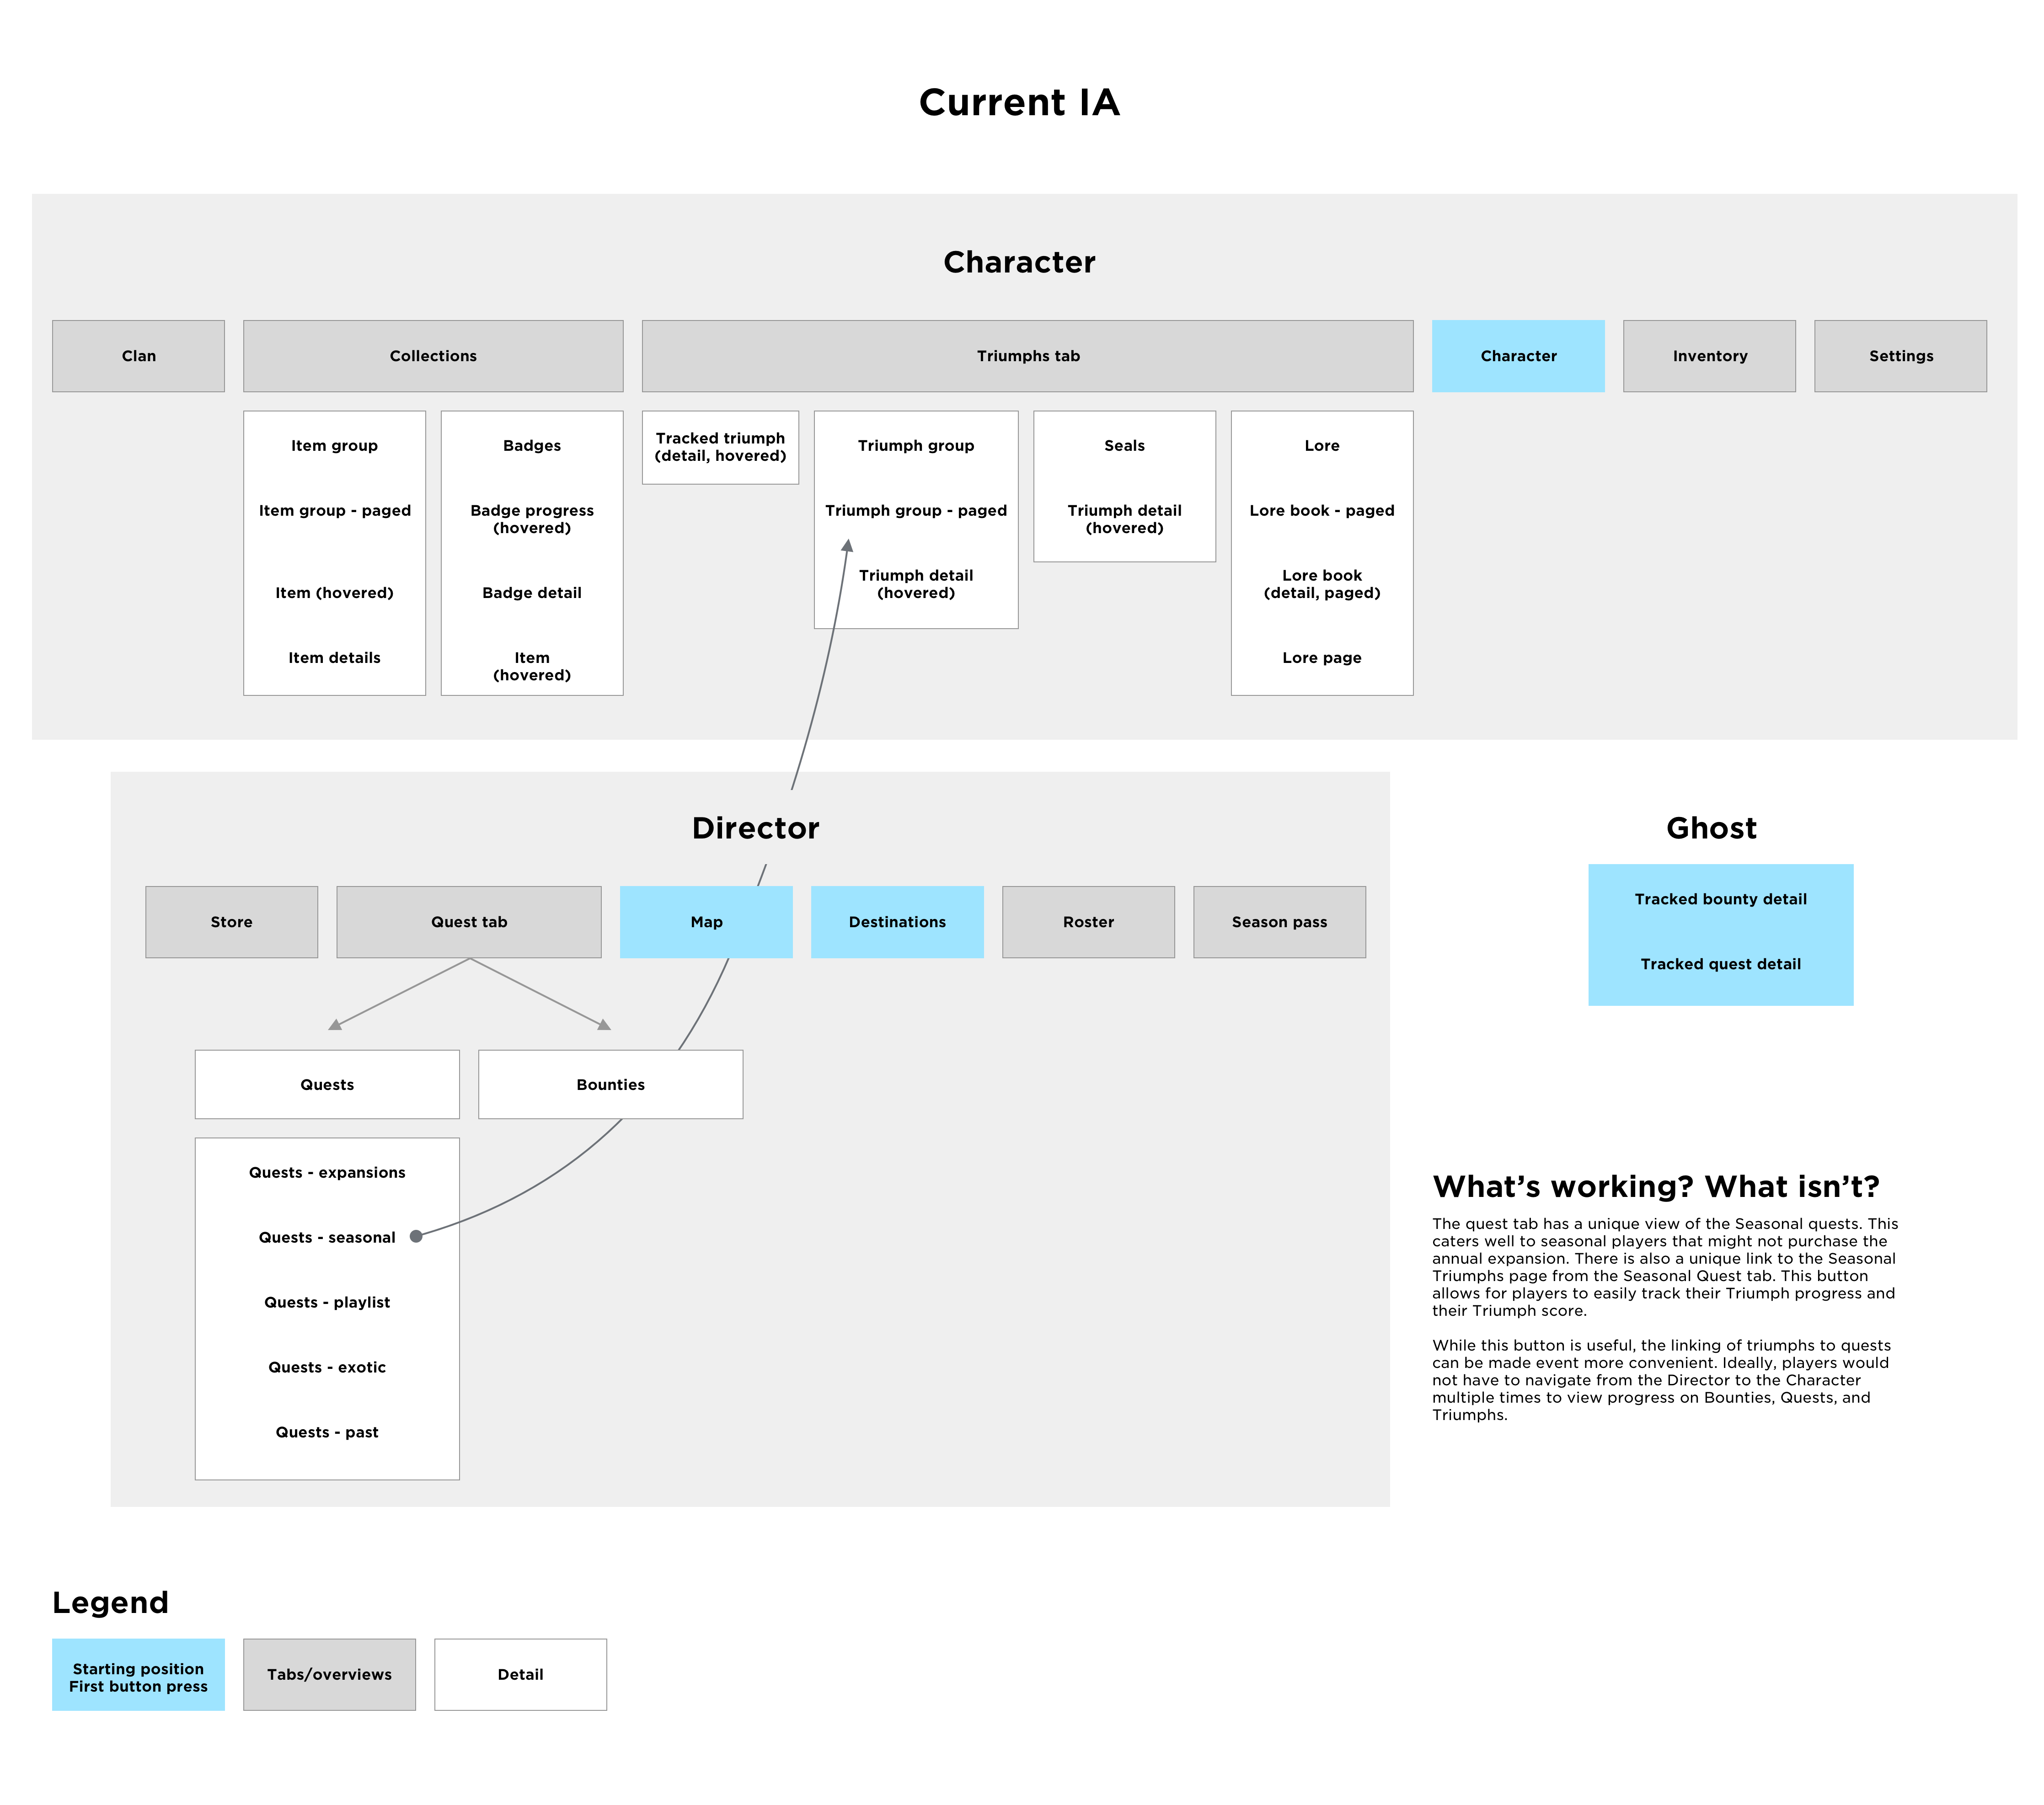 Current IA
Character
Clan
Collections
Triumphs tab
Character
Inventory
Settings
Item group
Item group - paged
Item (hovered)
Item details
Badges
Badge progress
(hovered)
Badge detail
Item
(hovered)
Tracked triumph
(detail, hovered)
Triumph group
Triumph group - paged
Triumph detail
(hovered)
Seals
Triumph detail
(hovered)
Lore
Lore book - paged
Lore book
(detail, paged)
Lore page
Director
Store
Quest tab
Map
Destinations
Roster
Season pass
Quests
Bounties
Quests - expansions
Quests - seasonal
Quests - playlist
Quests - exotic
Quests - past
Ghost
Tracked bounty detail
Tracked quest detail
What’s working? What isn’t?
The quest tab has a unique view of the Seasonal quests. This
caters well to seasonal players that might not purchase the
annual expansion. There is also a unique link to the Seasonal
Triumphs page from the Seasonal Quest tab. This button
allows for players to easily track their Triumph progress and
their Triumph score.
While this button is useful, the linking of triumphs to quests
can be made event more convenient. Ideally, players would
not have to navigate from the Director to the Character
multiple times to view progress on Bounties, Quests, and
Triumphs.
Legend
Starting position
First button press
Tabs/overviews
Detail